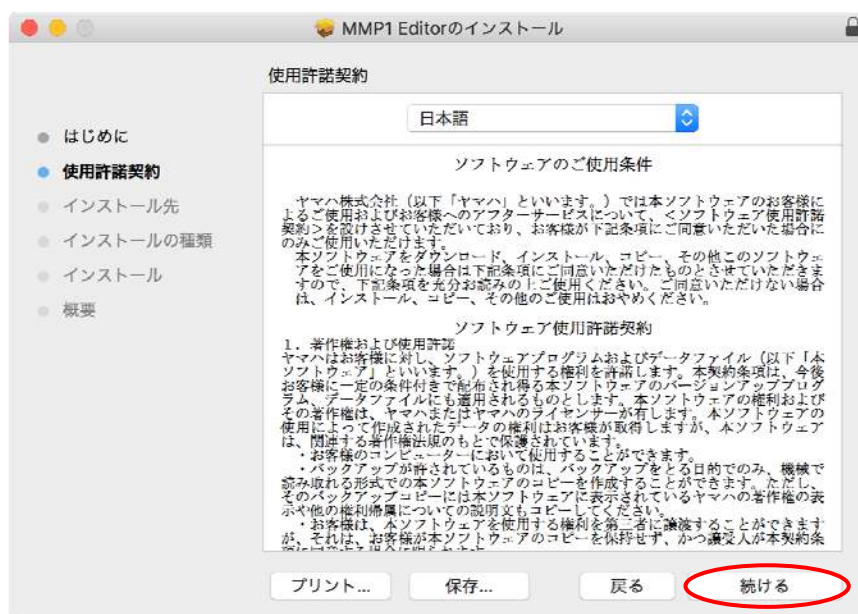 MMP1 Editorのインストール
使用許諾契約
はじめに
使用許諾契約
インストール先
インストールの種類
インストール
概要
日本語
ソフトウェアのご使用条件
ヤマハ株式会社（以下「ヤマハ」といいます。）では本ソフトウェアのお客様に
よるご使用およびお客様へのアフターサービスについて、＜ソフトウェア使用許諾
契約＞を設けさせていただいており、お客様が下記条項にご同意いただいた場合に
のみご使用いただけます。
本ソフトウェアをダウンロード、インストール、コピー、その他このソフトウェ
アをご使用になった場合は下記条項にご同意いただけたものとさせていただきま
すので、下記条項を充分お読みの上ご使用ください。ご同意いただけない場合
は、インストール、コピー、その他のご使用はおやめください。
ソフトウェア使用許諾契約
1．著作権および使用許諾
ヤマハはお客様に対し、ソフトウェアプログラムおよびデータファイル（以下「本
ソフトウェア」といいます。）を使用する権利を許諾します。本契約条項は、今後
お客様に一定の条件付きで配布され得る本ソフトウェアのバージョンアッププログ
ラム、データファイルにも適用されるものとします。本ソフトウェアの権利および
その著作権は、ヤマハまたはヤマハのライセンサーが有します。本ソフトウェアの
使用によって作成されたデータの権利はお客様が取得しますが、本ソフトウェア
は、関連する著作権法規のもとで保護されています。
・お客様のコンピューターにおいて使用することができます。
・バックアップが許されているものは、バックアップをとる目的でのみ、機械で
読み取れる形式での本ソフトウェアのコピーを作成することができます。ただし、
そのバックアップコピーには本ソフトウェアに表示されているヤマハの著作権の表
示や他の権利帰属についての説明文もコピーしてください。
・お客様は、本ソフトウェアを使用する権利を第三者に譲渡することができます
が、それは、お客様が本ソフトウェアのコピーを保持せず、かつ譲受人が本契約条
プリント...
保存...
戻る
続ける